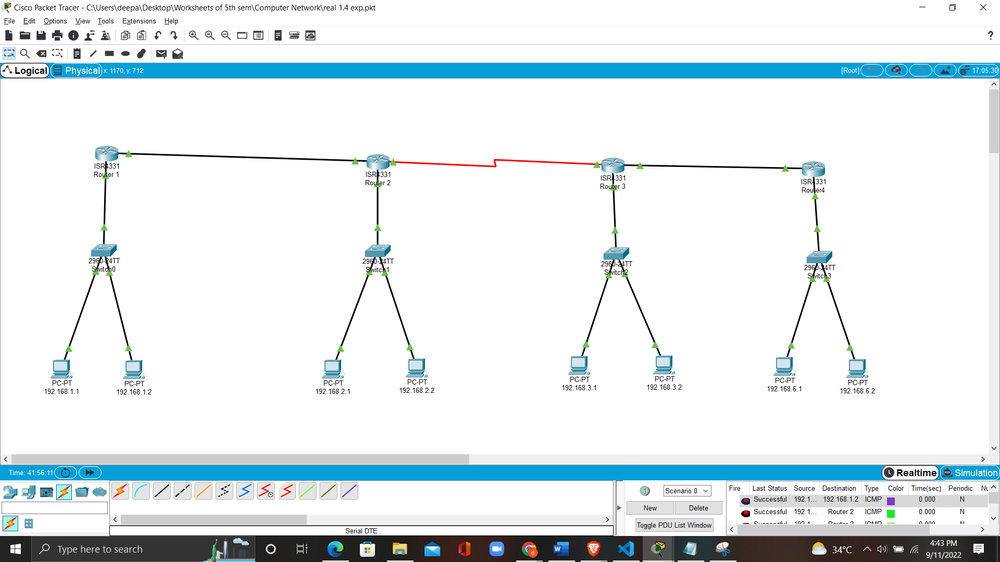 Cisco Packet Tracer - C:\Users\deepa\Desktop\Worksheets of 5th sem\Computer Network\real 1.4 exp.pkt
File Edit Options View Tools Extensions Help
?
Logical Physical x: 1170, y: 712 [Root] 17:05:30
ISR4331
Router 1
ISR4331
Router 2
ISR4331
Router 3
ISR4331
Router4
2960-24TT
Switch0
2960-24TT
Switch1
2960-24TT
Switch2
2960-24TT
Switch3
PC-PT
192.168.1.1
PC-PT
192.168.1.2
PC-PT
192.168.2.1
PC-PT
192.168.2.2
PC-PT
192.168.3.1
PC-PT
192.168.3.2
PC-PT
192.168.6.1
PC-PT
192.168.6.2
Time: 41:56:11 Realtime Simulation
Scenario 0
New Delete
Toggle PDU List Window
Fire Last Status Source Destination Type Color Time(sec) Periodic Nu
Successful 192.1... 192.168.1.2 ICMP 0.000 N
Successful 192.1... Router 2 ICMP 0.000 N
Successful 192.1... Router 2 ICMP 0.000 N
Serial DTE
Type here to search
34°C
4:43 PM
9/11/2022